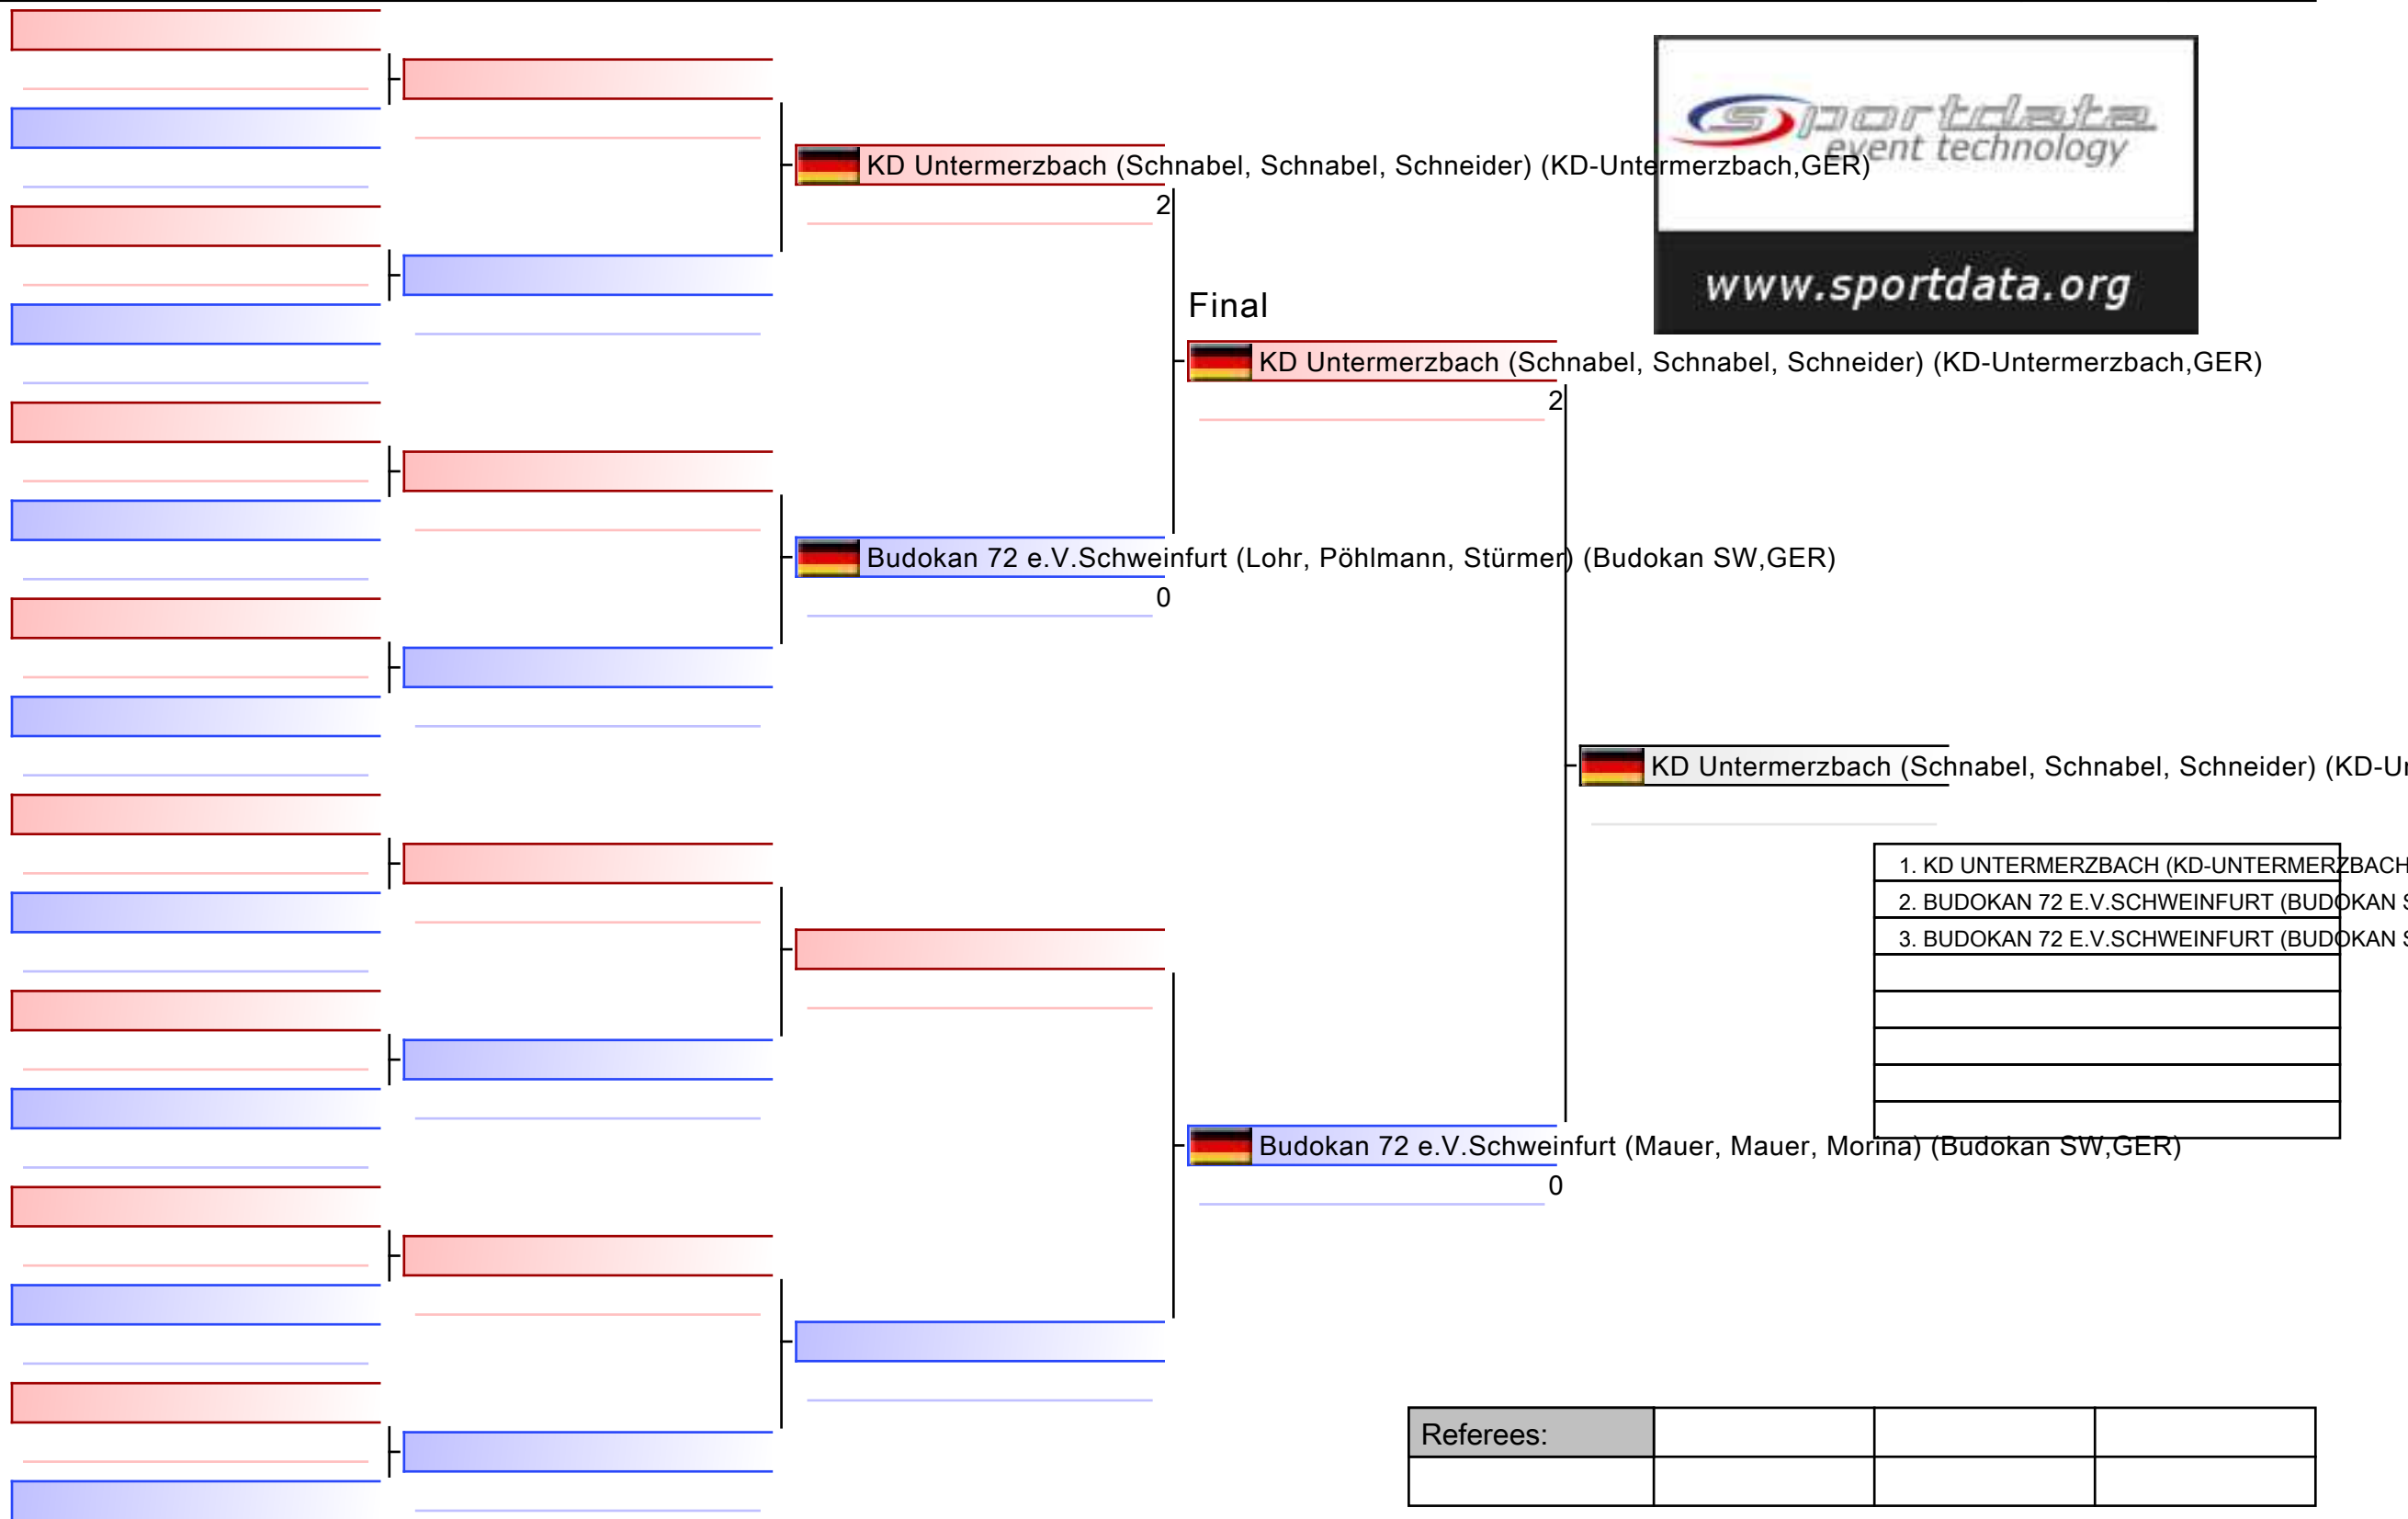 sportdata
event technology
www.sportdata.org
KD Untermerzbach (Schnabel, Schnabel, Schneider) (KD-Untermerzbach,GER)
2
Final
KD Untermerzbach (Schnabel, Schnabel, Schneider) (KD-Untermerzbach,GER)
2
Budokan 72 e.V.Schweinfurt (Lohr, Pöhlmann, Stürmer) (Budokan SW,GER)
0
KD Untermerzbach (Schnabel, Schnabel, Schneider) (KD-Un
1. KD UNTERMERZBACH (KD-UNTERMERZBACH
2. BUDOKAN 72 E.V.SCHWEINFURT (BUDOKAN S
3. BUDOKAN 72 E.V.SCHWEINFURT (BUDOKAN S
Budokan 72 e.V.Schweinfurt (Mauer, Mauer, Morina) (Budokan SW,GER)
0
Referees: